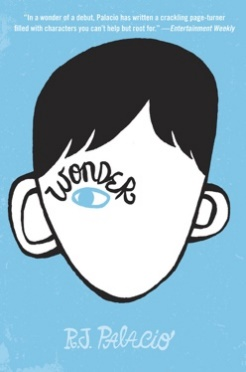 "In a wonder of a debut, Palacio has written a crackling page-turner
filled with characters you can't help but root for." —Entertainment Weekly
WONDER
R.J. PALACIO